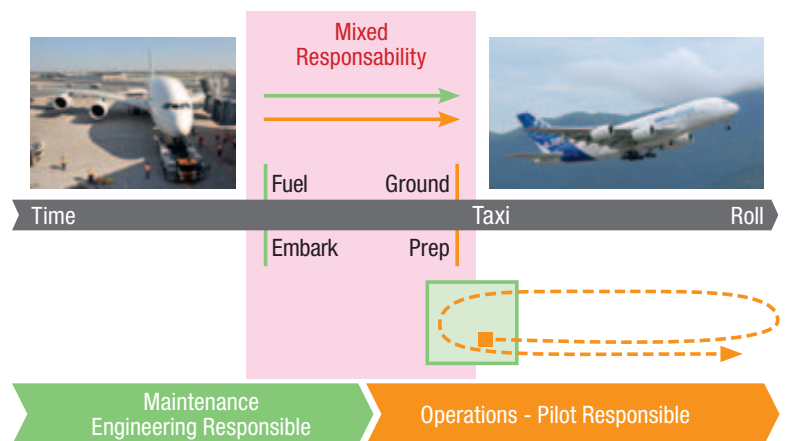 Mixed
Responsability
Fuel
Ground
Time
Taxi
Roll
Embark
Prep
Maintenance
Engineering Responsible
Operations - Pilot Responsible